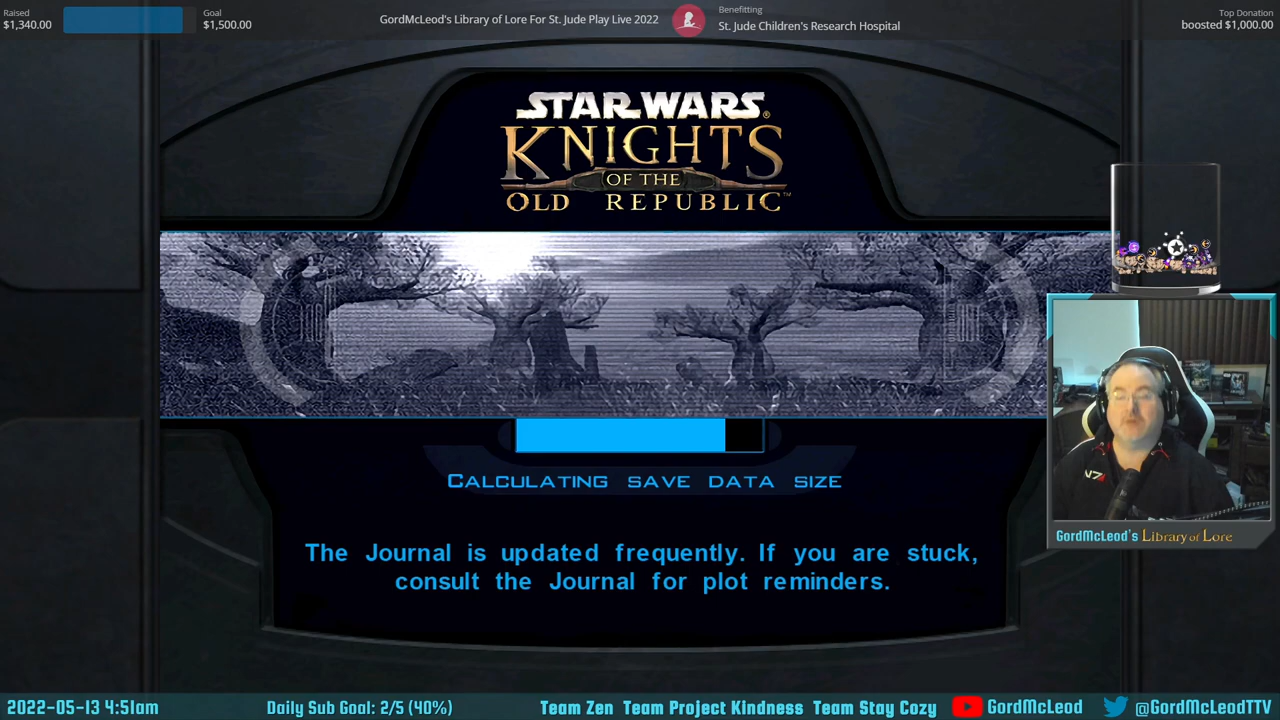 Raised
$1,340.00
Goal
$1,500.00
GordMcLeod's Library of Lore For St. Jude Play Live 2022
Benefitting
St. Jude Children's Research Hospital
Top Donation
boosted $1,000.00
STAR WARS®
KNIGHTS
OF THE
OLD REPUBLIC™
CALCULATING SAVE DATA SIZE
The Journal is updated frequently. If you are stuck,
consult the Journal for plot reminders.
N7
GordMcLeod's Library of Lore
2022-05-13 4:51am
Daily Sub Goal: 2/5 (40%)
Team Zen Team Project Kindness Team Stay Cozy
GordMcLeod
@GordMcLeodTTV